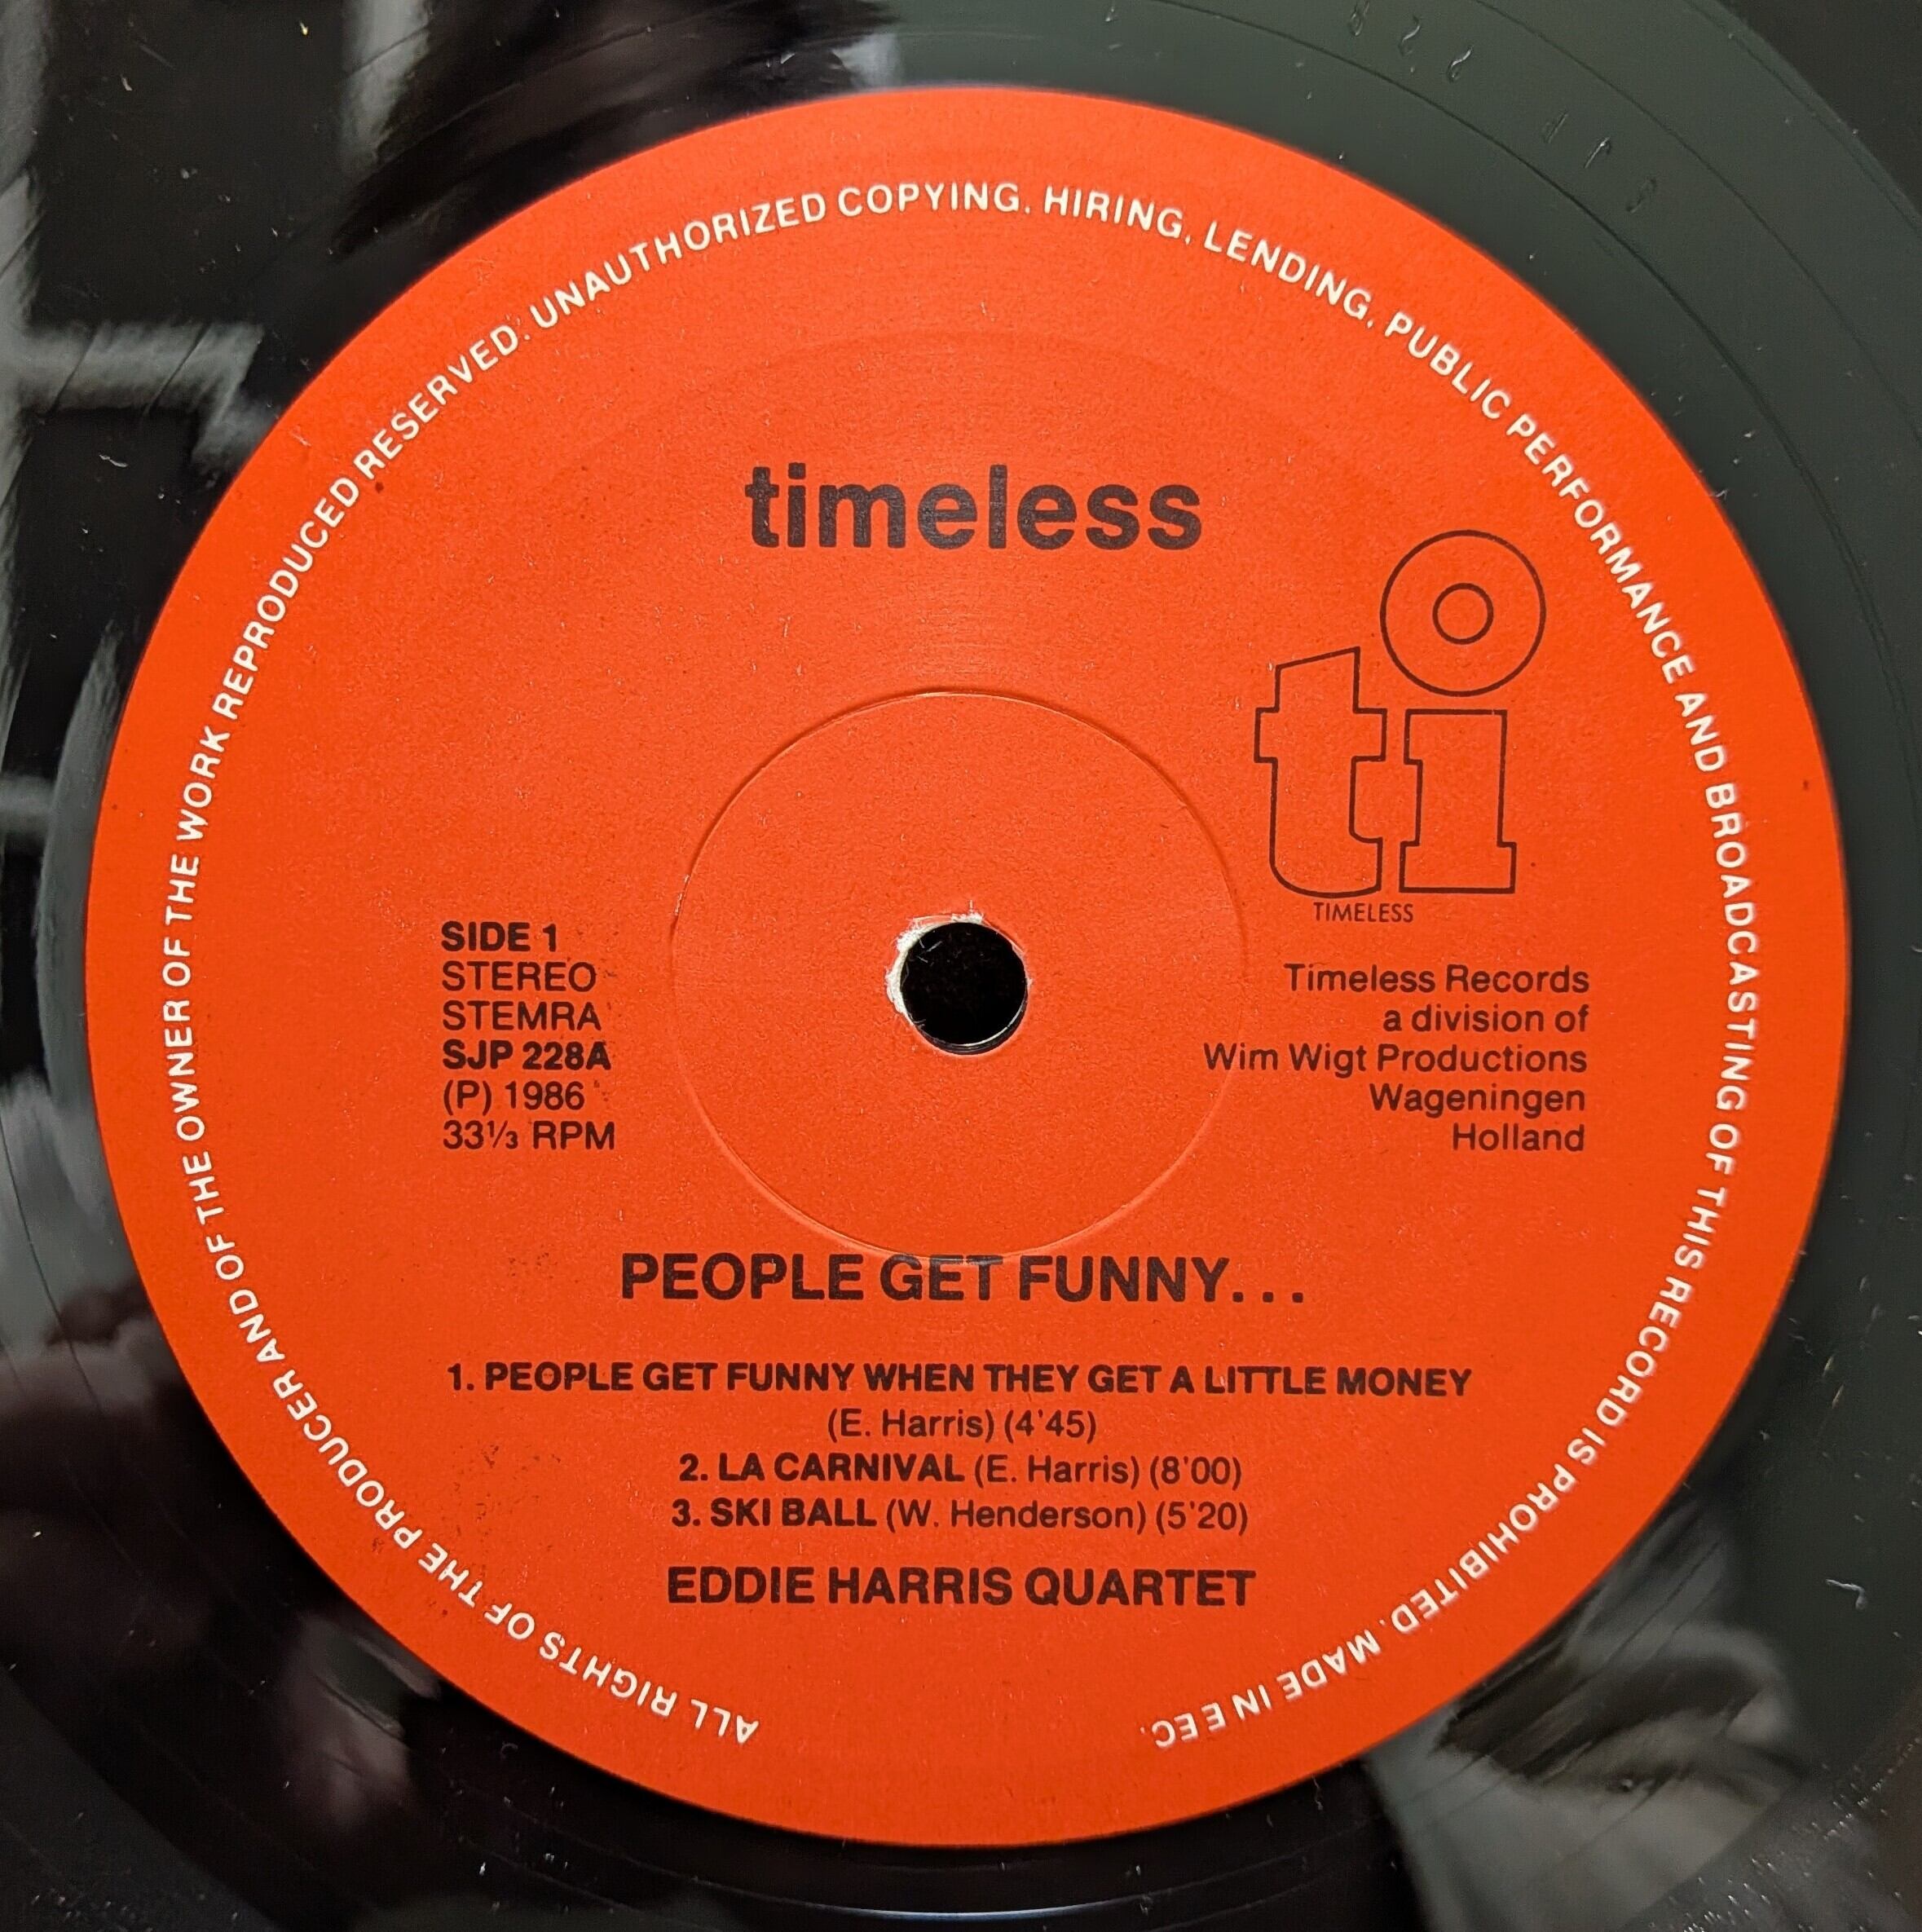 ALL RIGHTS OF THE PRODUCER AND OF THE OWNER OF THE WORK REPRODUCED RESERVED. UNAUTHORIZED COPYING, HIRING, LENDING, PUBLIC PERFORMANCE AND BROADCASTING OF THIS RECORD IS PROHIBITED. MADE IN EEC.
timeless
ti
TIMELESS
SIDE 1
STEREO
STEMRA
SJP 228A
(P) 1986
33⅓ RPM
Timeless Records
a division of
Wim Wigt Productions
Wageningen
Holland
PEOPLE GET FUNNY...
1. PEOPLE GET FUNNY WHEN THEY GET A LITTLE MONEY
(E. Harris) (4'45)
2. LA CARNIVAL (E. Harris) (8'00)
3. SKI BALL (W. Henderson) (5'20)
EDDIE HARRIS QUARTET